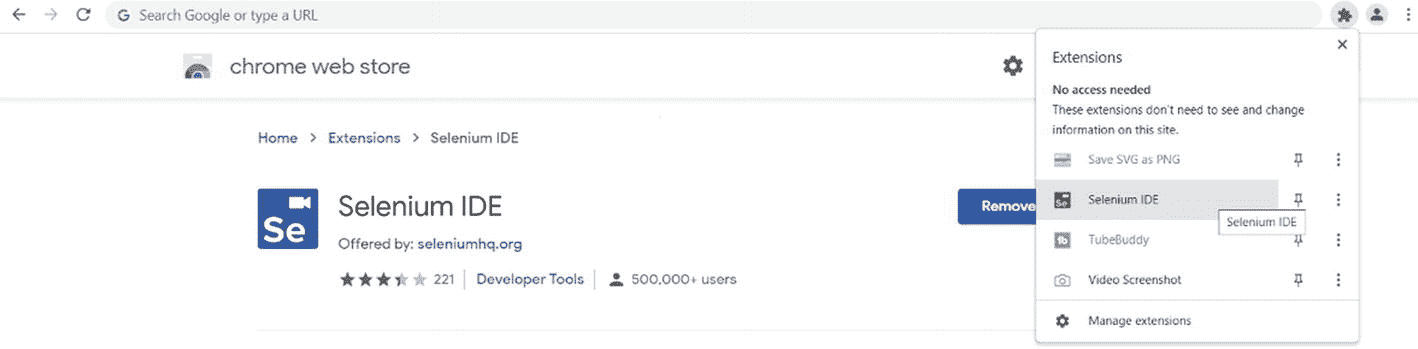 Search Google or type a URL
chrome web store
Home > Extensions > Selenium IDE
Se
Selenium IDE
Offered by: seleniumhq.org
221 | Developer Tools | 500,000+ users
Remove
Extensions
No access needed
These extensions don't need to see and change
information on this site.
Save SVG as PNG
Se Selenium IDE
Selenium IDE
tb TubeBuddy
Video Screenshot
Manage extensions